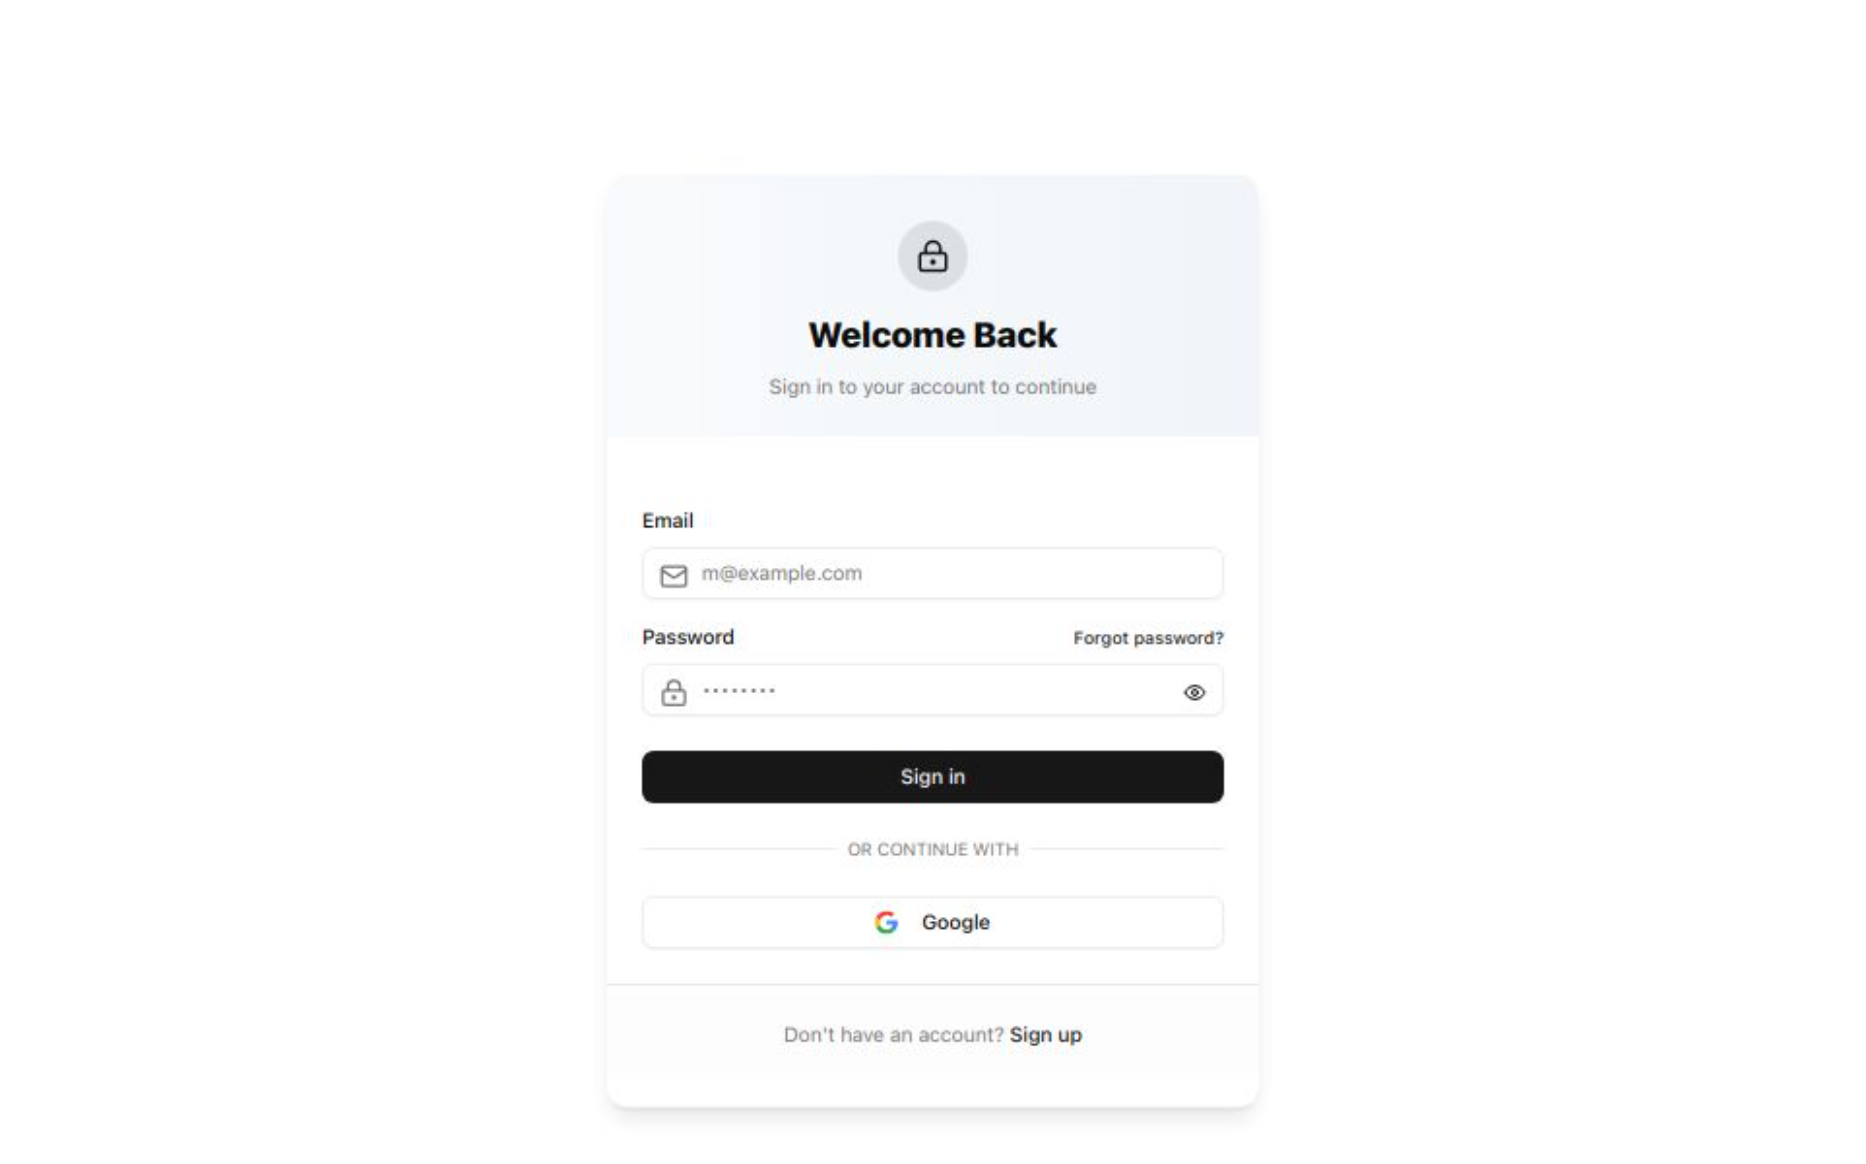 Welcome Back
Sign in to your account to continue
Email
m@example.com
Password Forgot password?
••••••••
Sign in
OR CONTINUE WITH
Google
Don't have an account? Sign up